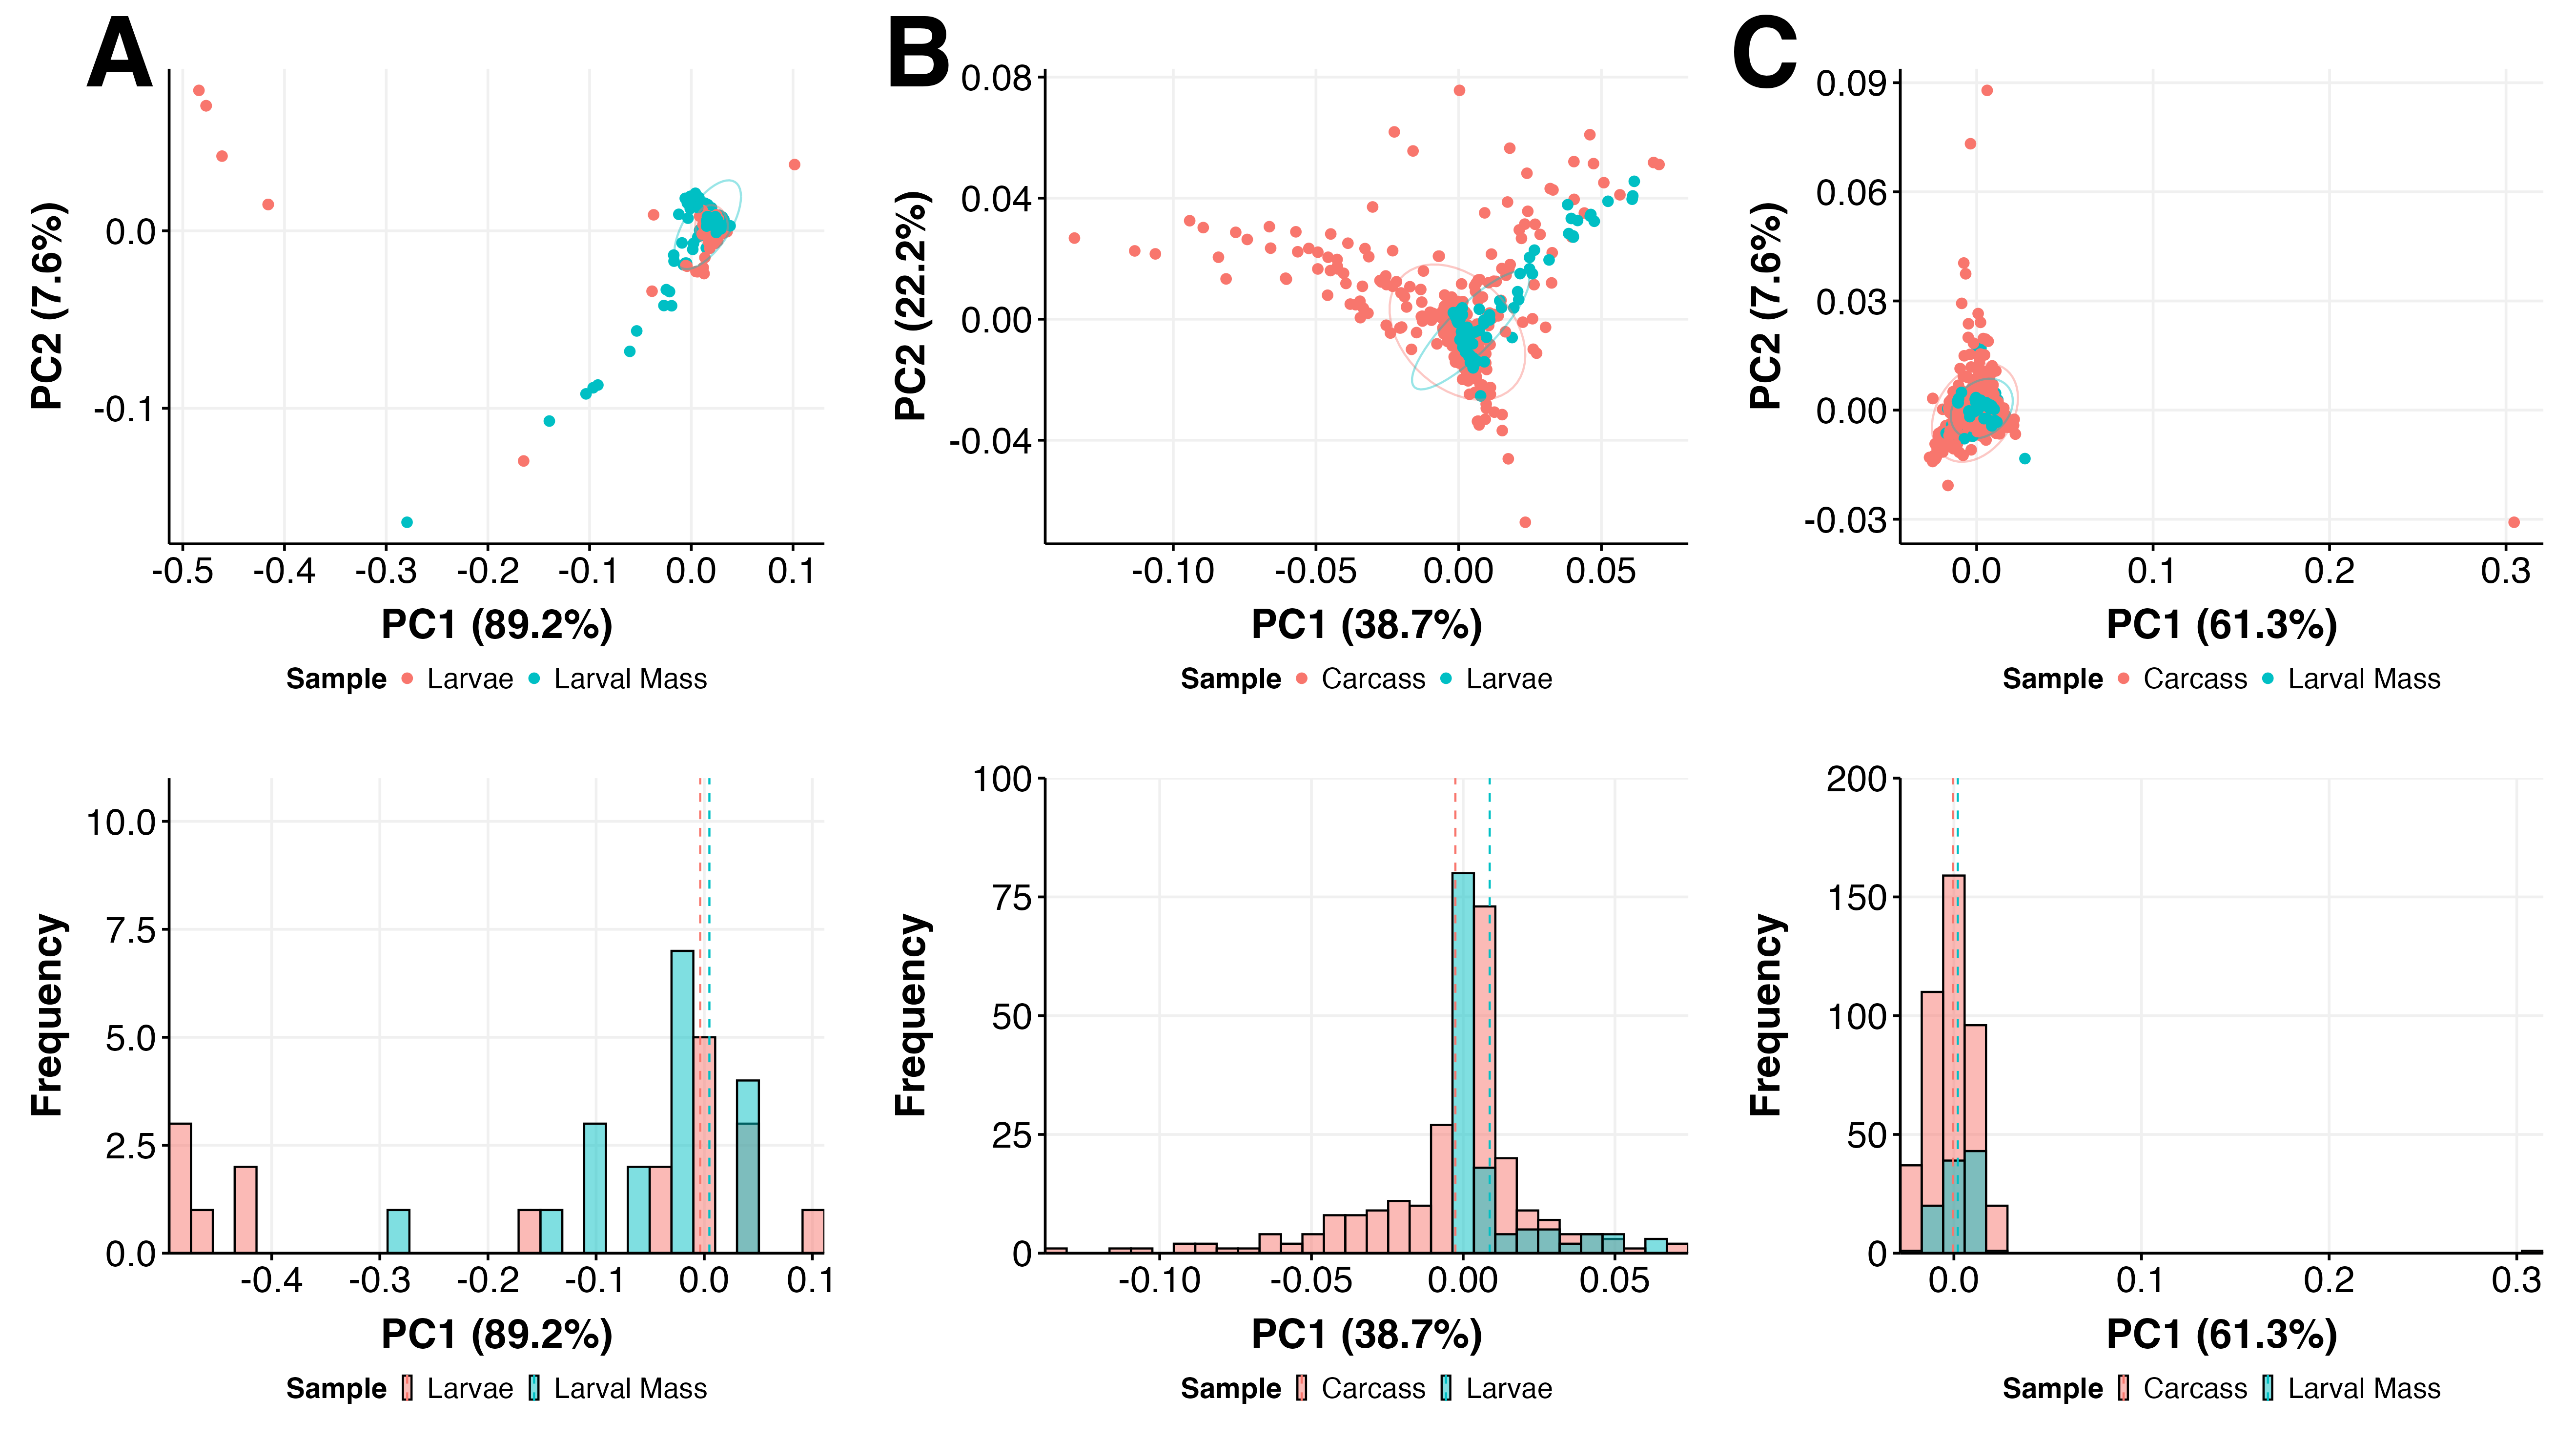 A
PC2 (7.6%)
0.0
-0.1
-0.5 -0.4 -0.3 -0.2 -0.1 0.0 0.1
PC1 (89.2%)
Sample Larvae Larval Mass
B
PC2 (22.2%)
0.08
0.04
0.00
-0.04
-0.10 -0.05 0.00 0.05
PC1 (38.7%)
Sample Carcass Larvae
C
PC2 (7.6%)
0.09
0.06
0.03
0.00
-0.03
0.0 0.1 0.2 0.3
PC1 (61.3%)
Sample Carcass Larval Mass
Frequency
10.0
7.5
5.0
2.5
0.0
-0.4 -0.3 -0.2 -0.1 0.0 0.1
PC1 (89.2%)
Sample Larvae Larval Mass
Frequency
100
75
50
25
0
-0.10 -0.05 0.00 0.05
PC1 (38.7%)
Sample Carcass Larvae
Frequency
200
150
100
50
0
0.0 0.1 0.2 0.3
PC1 (61.3%)
Sample Carcass Larval Mass